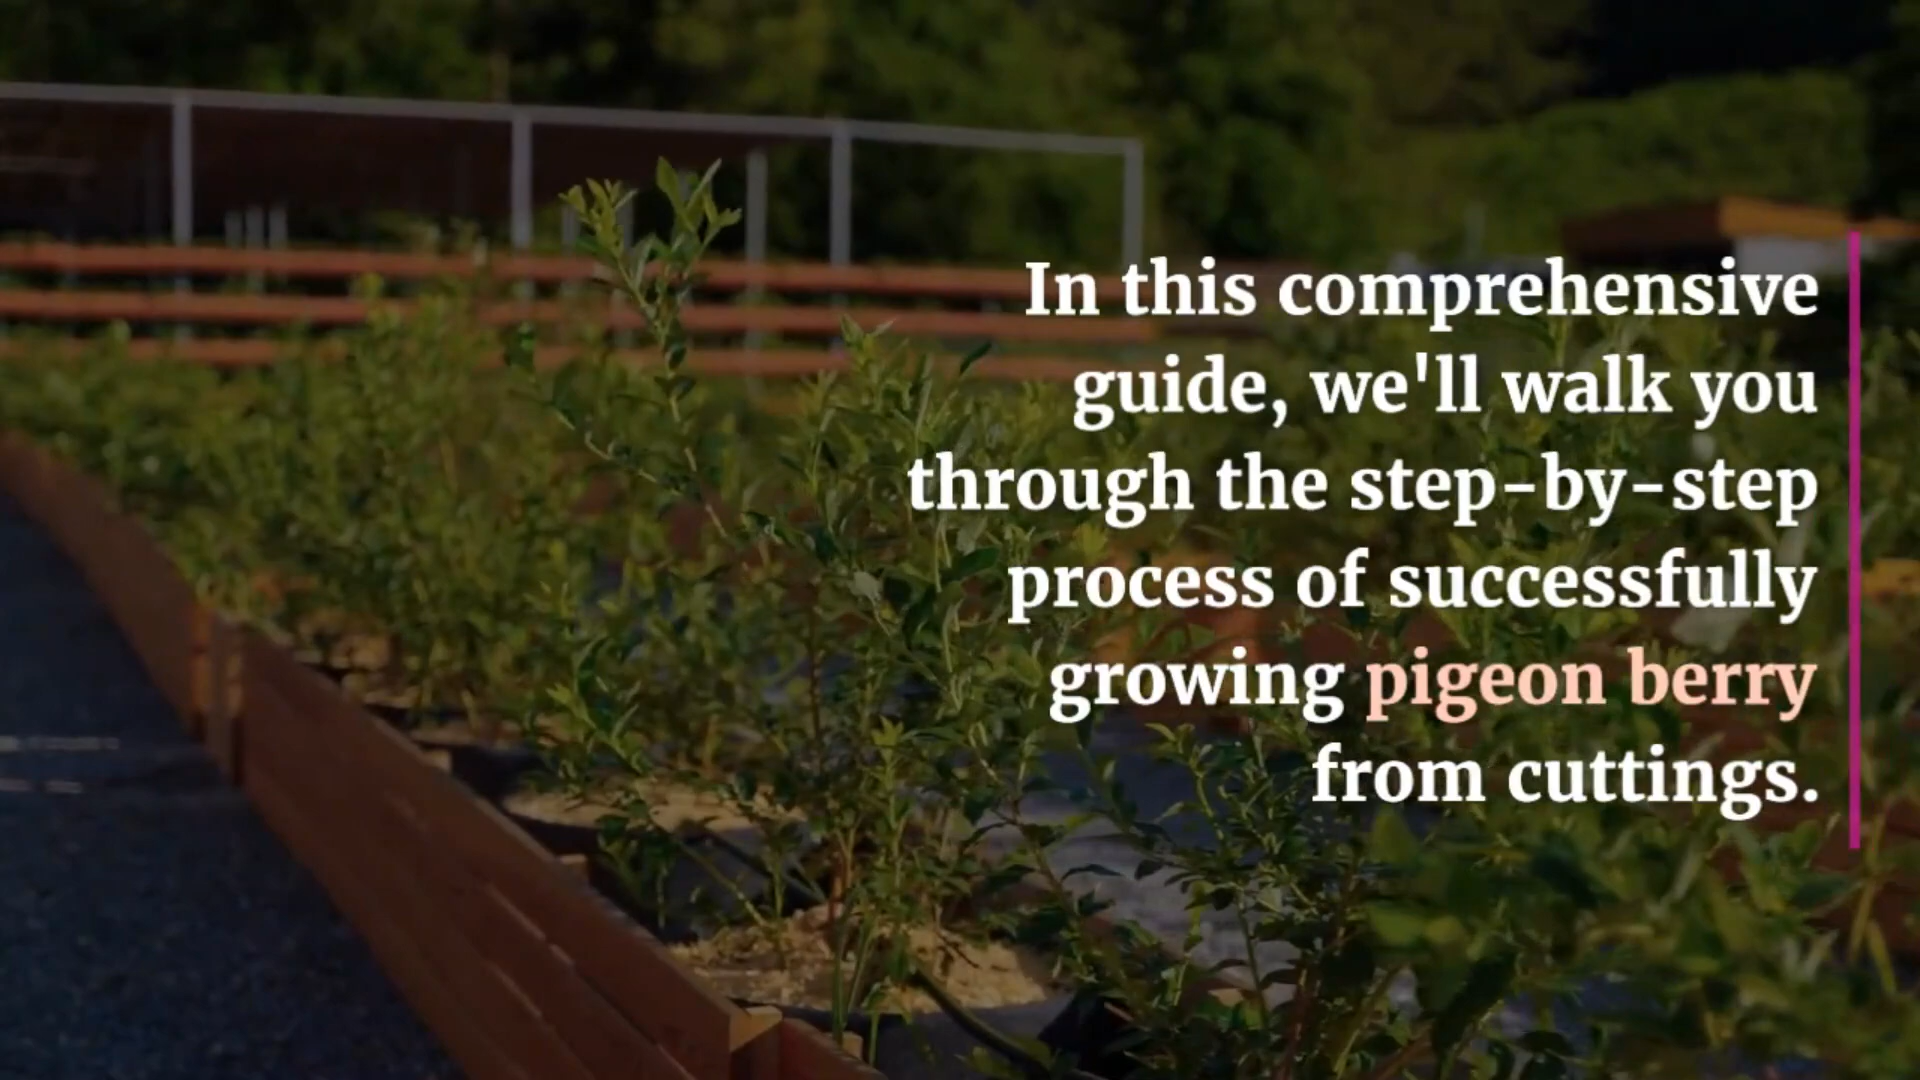 In this comprehensive
guide, we'll walk you
through the step-by-step
process of successfully
growing pigeon berry
from cuttings.